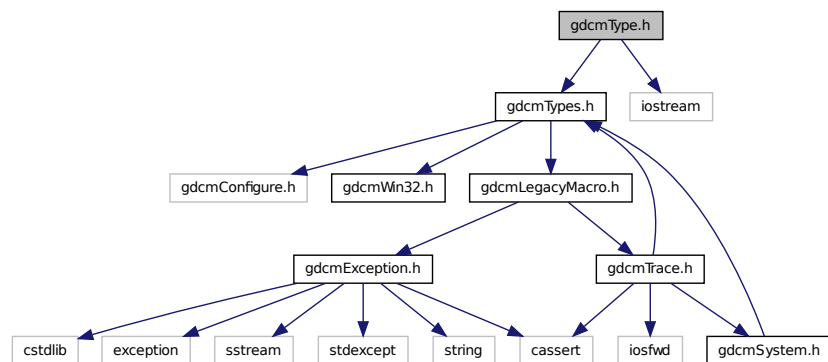 gdcmType.h
gdcmTypes.h
iostream
gdcmConfigure.h
gdcmWin32.h
gdcmLegacyMacro.h
gdcmException.h
gdcmTrace.h
cstdlib
exception
sstream
stdexcept
string
cassert
iosfwd
gdcmSystem.h